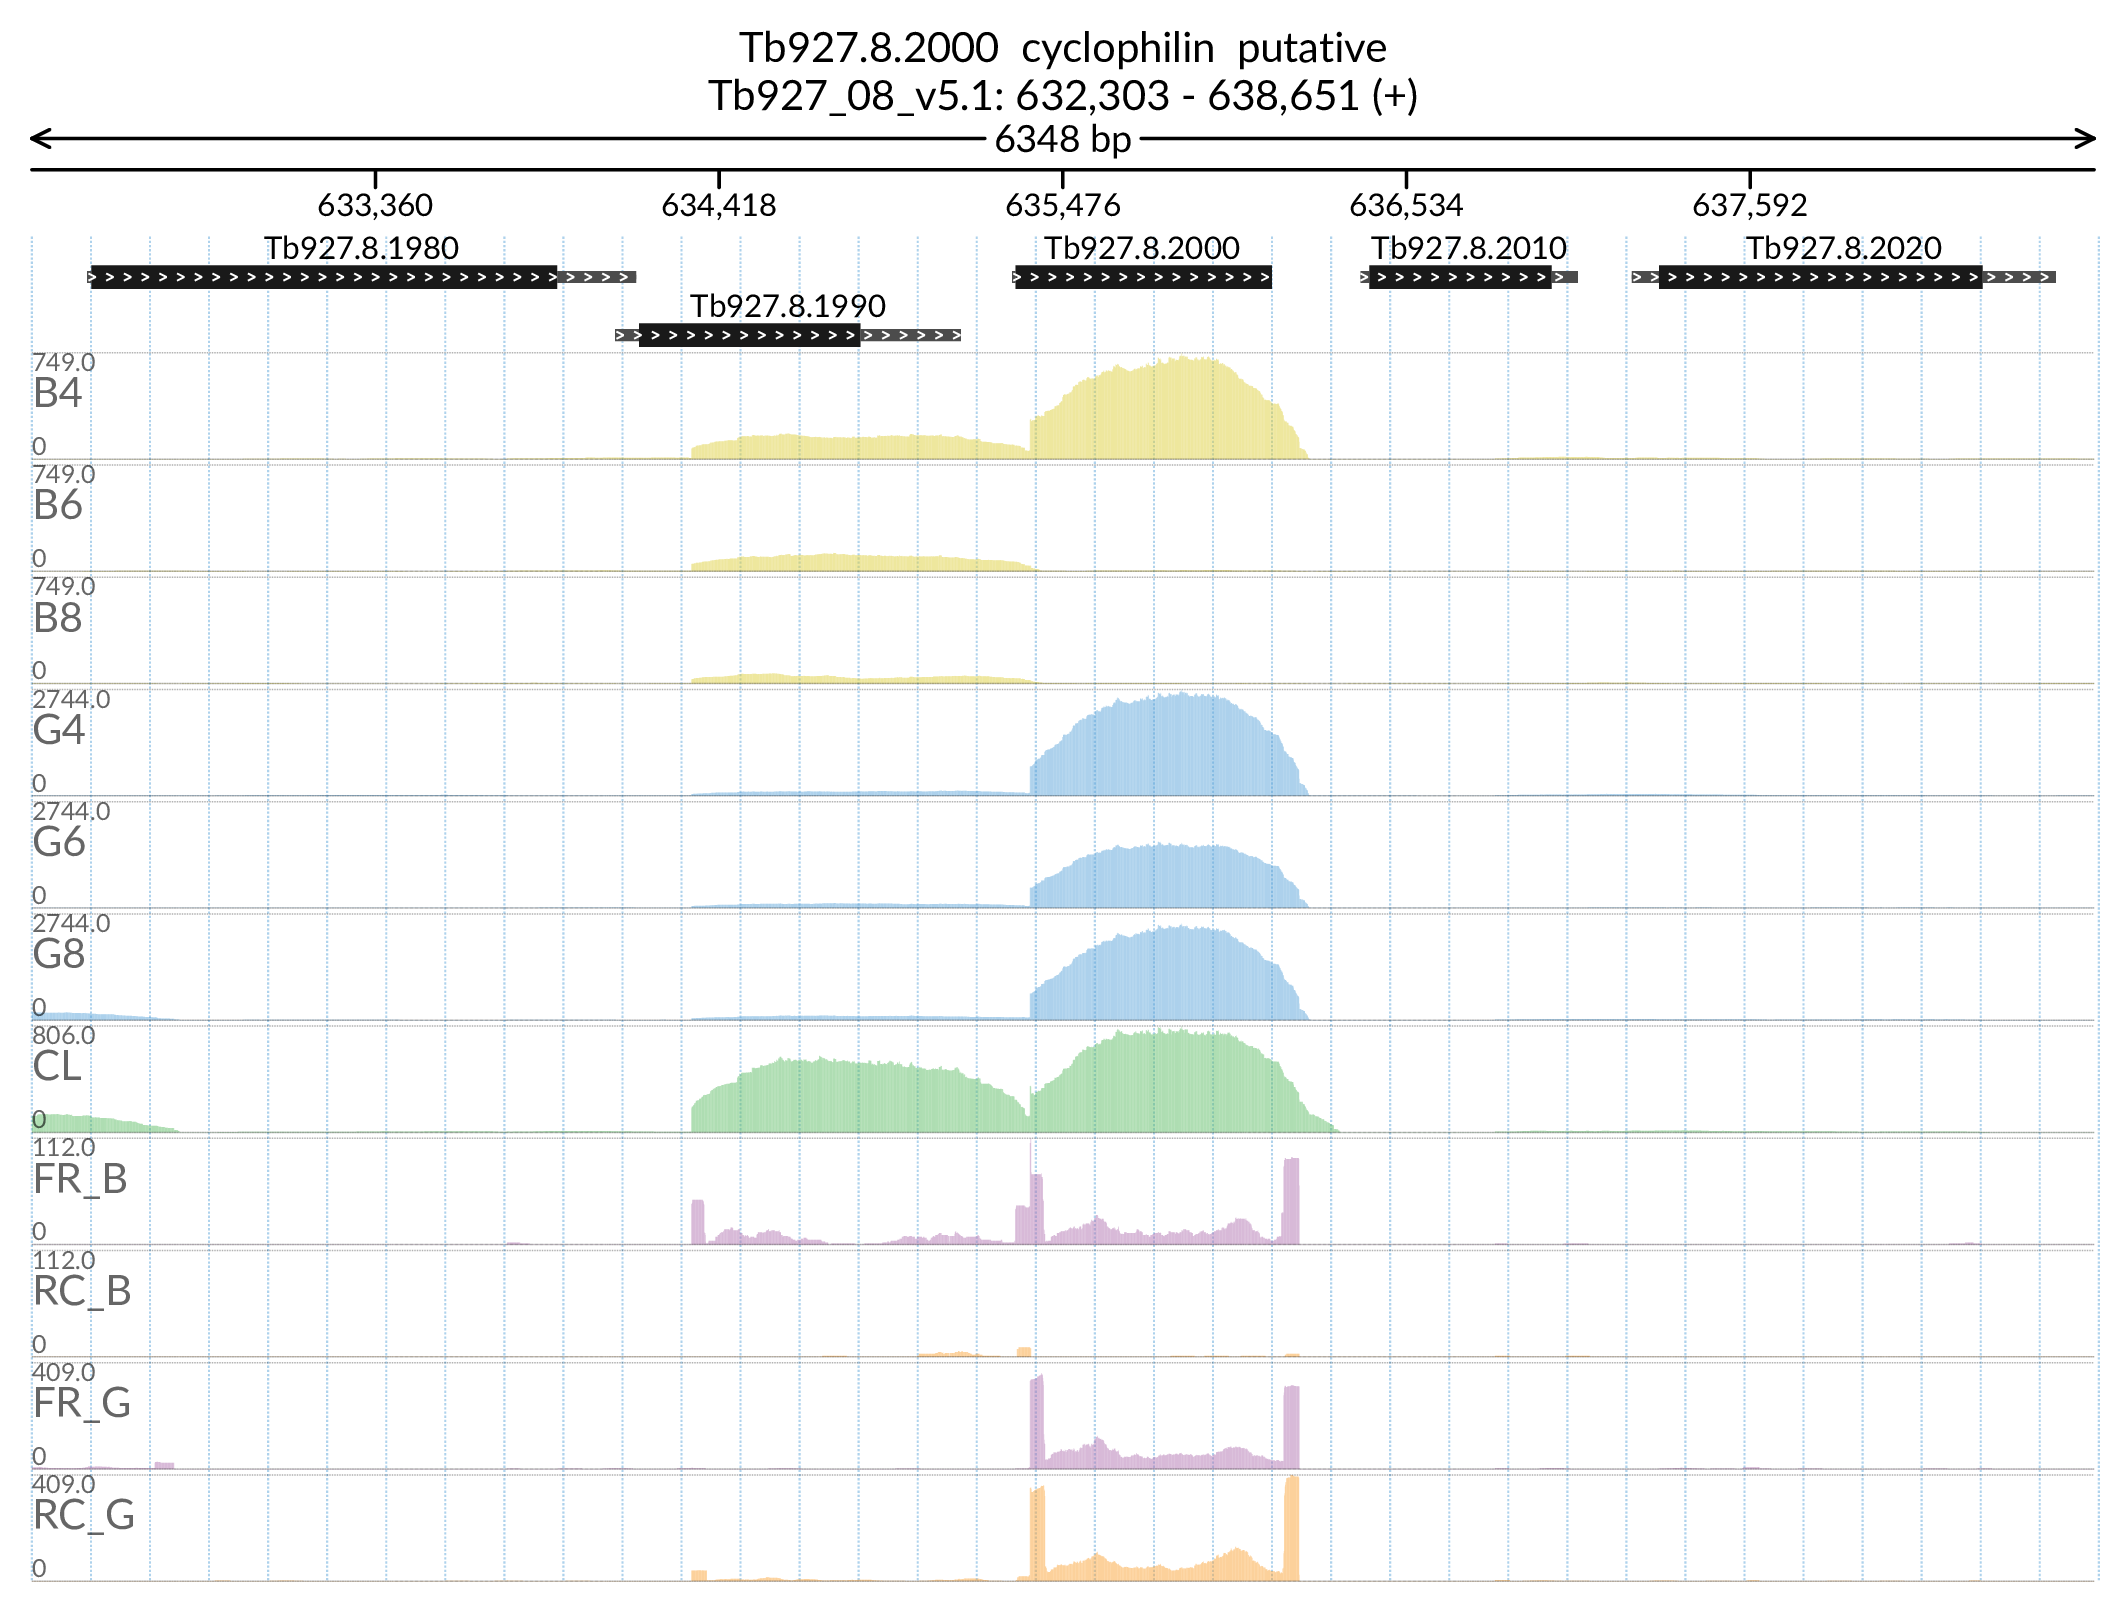 Tb927.8.2000 cyclophilin putative
Tb927_08_v5.1: 632,303 - 638,651 (+)
6348 bp
633,360 634,418 635,476 636,534 637,592
Tb927.8.1980 Tb927.8.2000 Tb927.8.2010 Tb927.8.2020
Tb927.8.1990
749.0
B4
0
749.0
B6
0
749.0
B8
0
2744.0
G4
0
2744.0
G6
0
2744.0
G8
0
806.0
CL
0
112.0
FR_B
0
112.0
RC_B
0
409.0
FR_G
0
409.0
RC_G
0